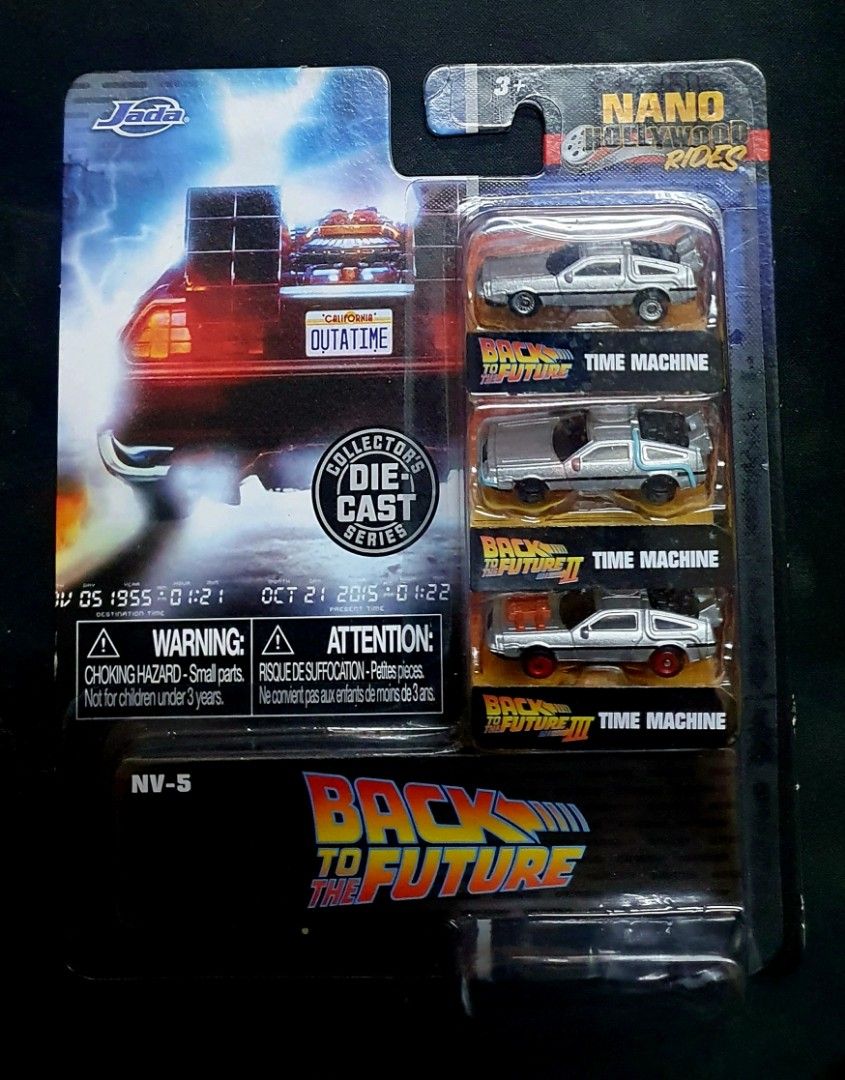 Jada
3+
NANO
HOLLYWOOD
RIDES
CALIFORNIA
OUTATIME
BACK
TO
THE FUTURE
TIME MACHINE
COLLECTOR'S
DIE-
CAST
SERIES
BACK
TO
THE FUTURE II
TIME MACHINE
05 1955 01:21
DESTINATION TIME
OCT 21 2015 01:22
PRESENT TIME
BACK
TO
THE FUTURE III
TIME MACHINE
WARNING:
CHOKING HAZARD - Small parts.
Not for children under 3 years.
ATTENTION:
RISQUE DE SUFFOCATION - Petites pieces.
Ne convient pas aux enfants de moins de 3 ans.
NV-5
BACK
TO
THE FUTURE